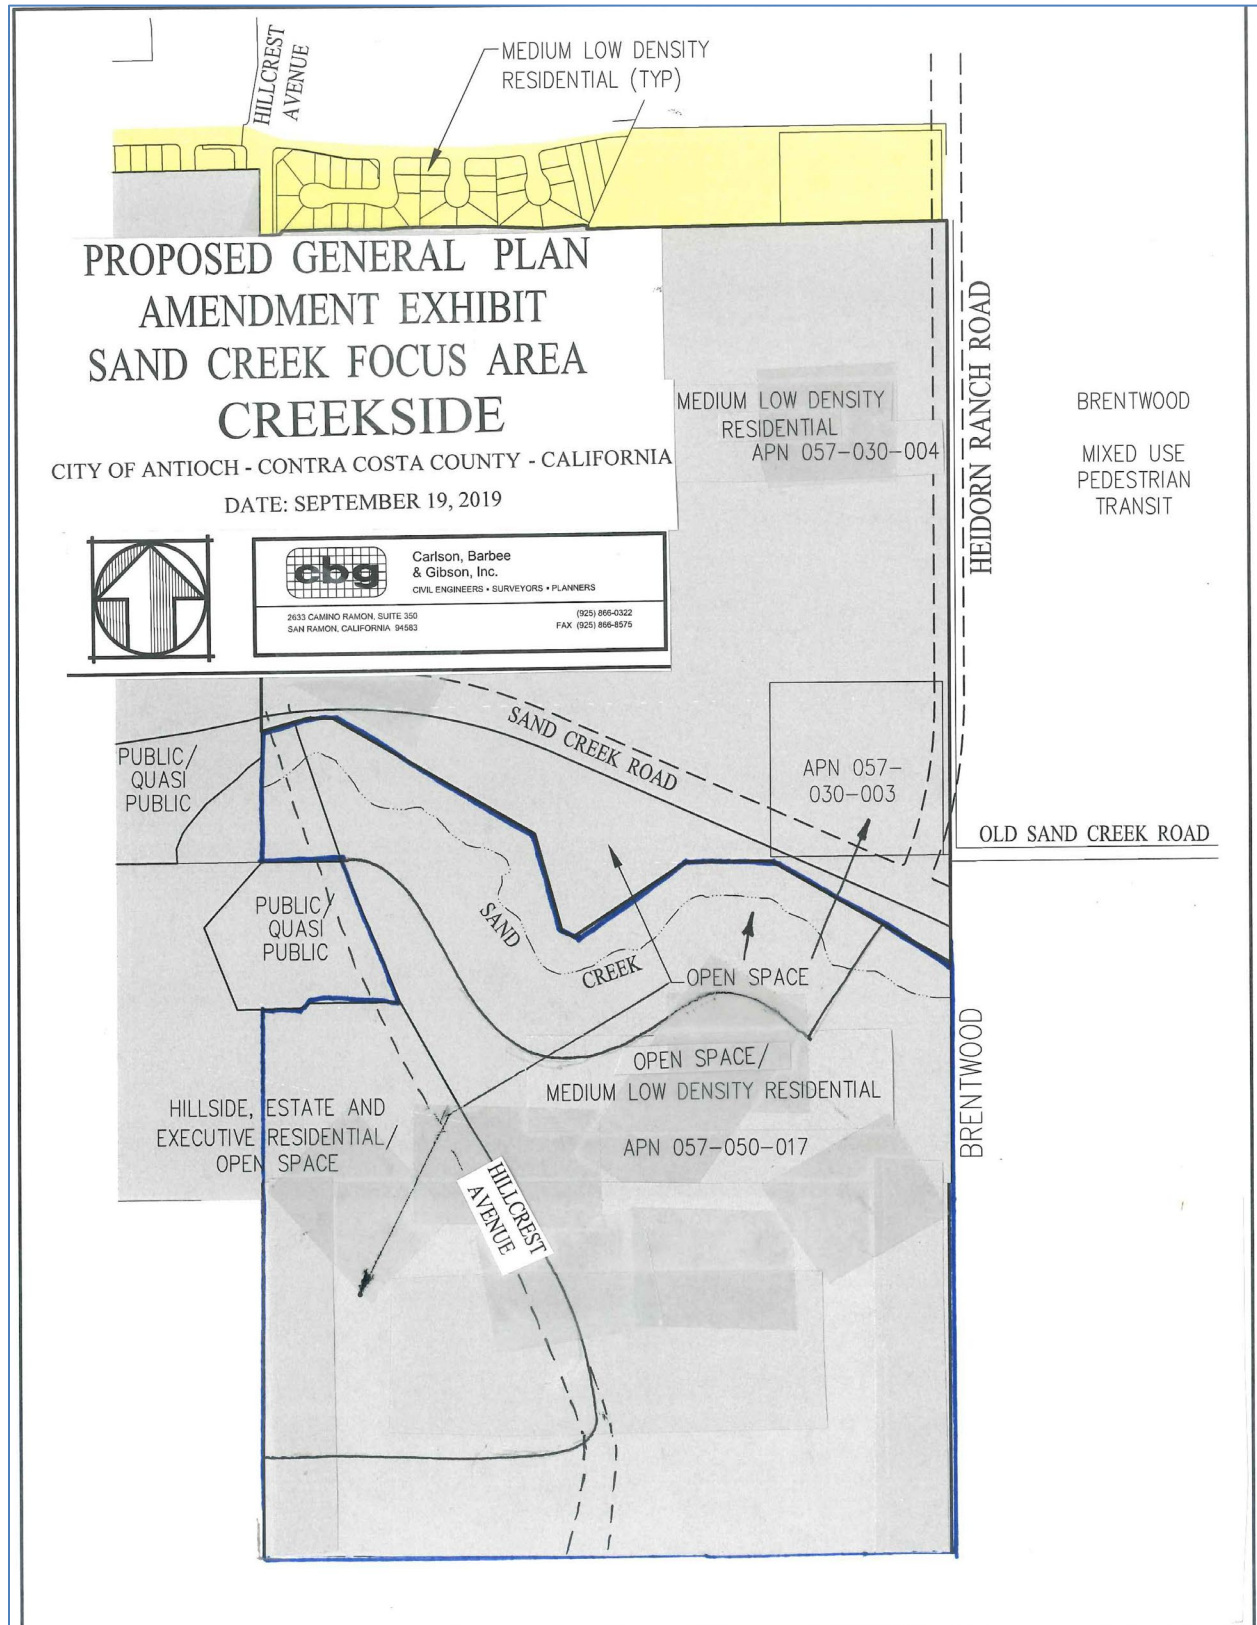 HILLCREST
AVENUE
MEDIUM LOW DENSITY
RESIDENTIAL (TYP)
PROPOSED GENERAL PLAN
AMENDMENT EXHIBIT
SAND CREEK FOCUS AREA
CREEKSIDE
CITY OF ANTIOCH - CONTRA COSTA COUNTY - CALIFORNIA
DATE: SEPTEMBER 19, 2019
cbg
Carlson, Barbee
& Gibson, Inc.
CIVIL ENGINEERS • SURVEYORS • PLANNERS
2633 CAMINO RAMON, SUITE 350
SAN RAMON, CALIFORNIA 94583
(925) 866-0322
FAX (925) 866-8575
MEDIUM LOW DENSITY
RESIDENTIAL
APN 057-030-004
HEIDORN RANCH ROAD
BRENTWOOD
MIXED USE
PEDESTRIAN
TRANSIT
SAND CREEK ROAD
PUBLIC/
QUASI
PUBLIC
APN 057-
030-003
OLD SAND CREEK ROAD
PUBLIC/
QUASI
PUBLIC
SAND
CREEK
OPEN SPACE
OPEN SPACE/
MEDIUM LOW DENSITY RESIDENTIAL
APN 057-050-017
BRENTWOOD
HILLSIDE, ESTATE AND
EXECUTIVE RESIDENTIAL/
OPEN SPACE
HILLCREST
AVENUE